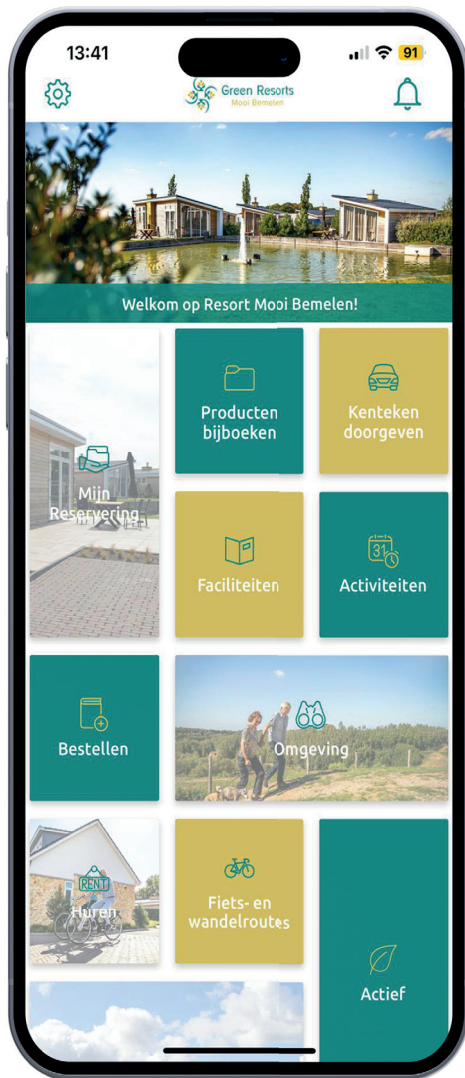 13:41
91
Green Resorts
Mooi Bemelen
Welkom op Resort Mooi Bemelen!
Mijn
Reservering
Producten
bijboeken
Kenteken
doorgeven
Faciliteiten
31
Activiteiten
Bestellen
Omgeving
RENT
Huren
Fiets- en
wandelroutes
Actief